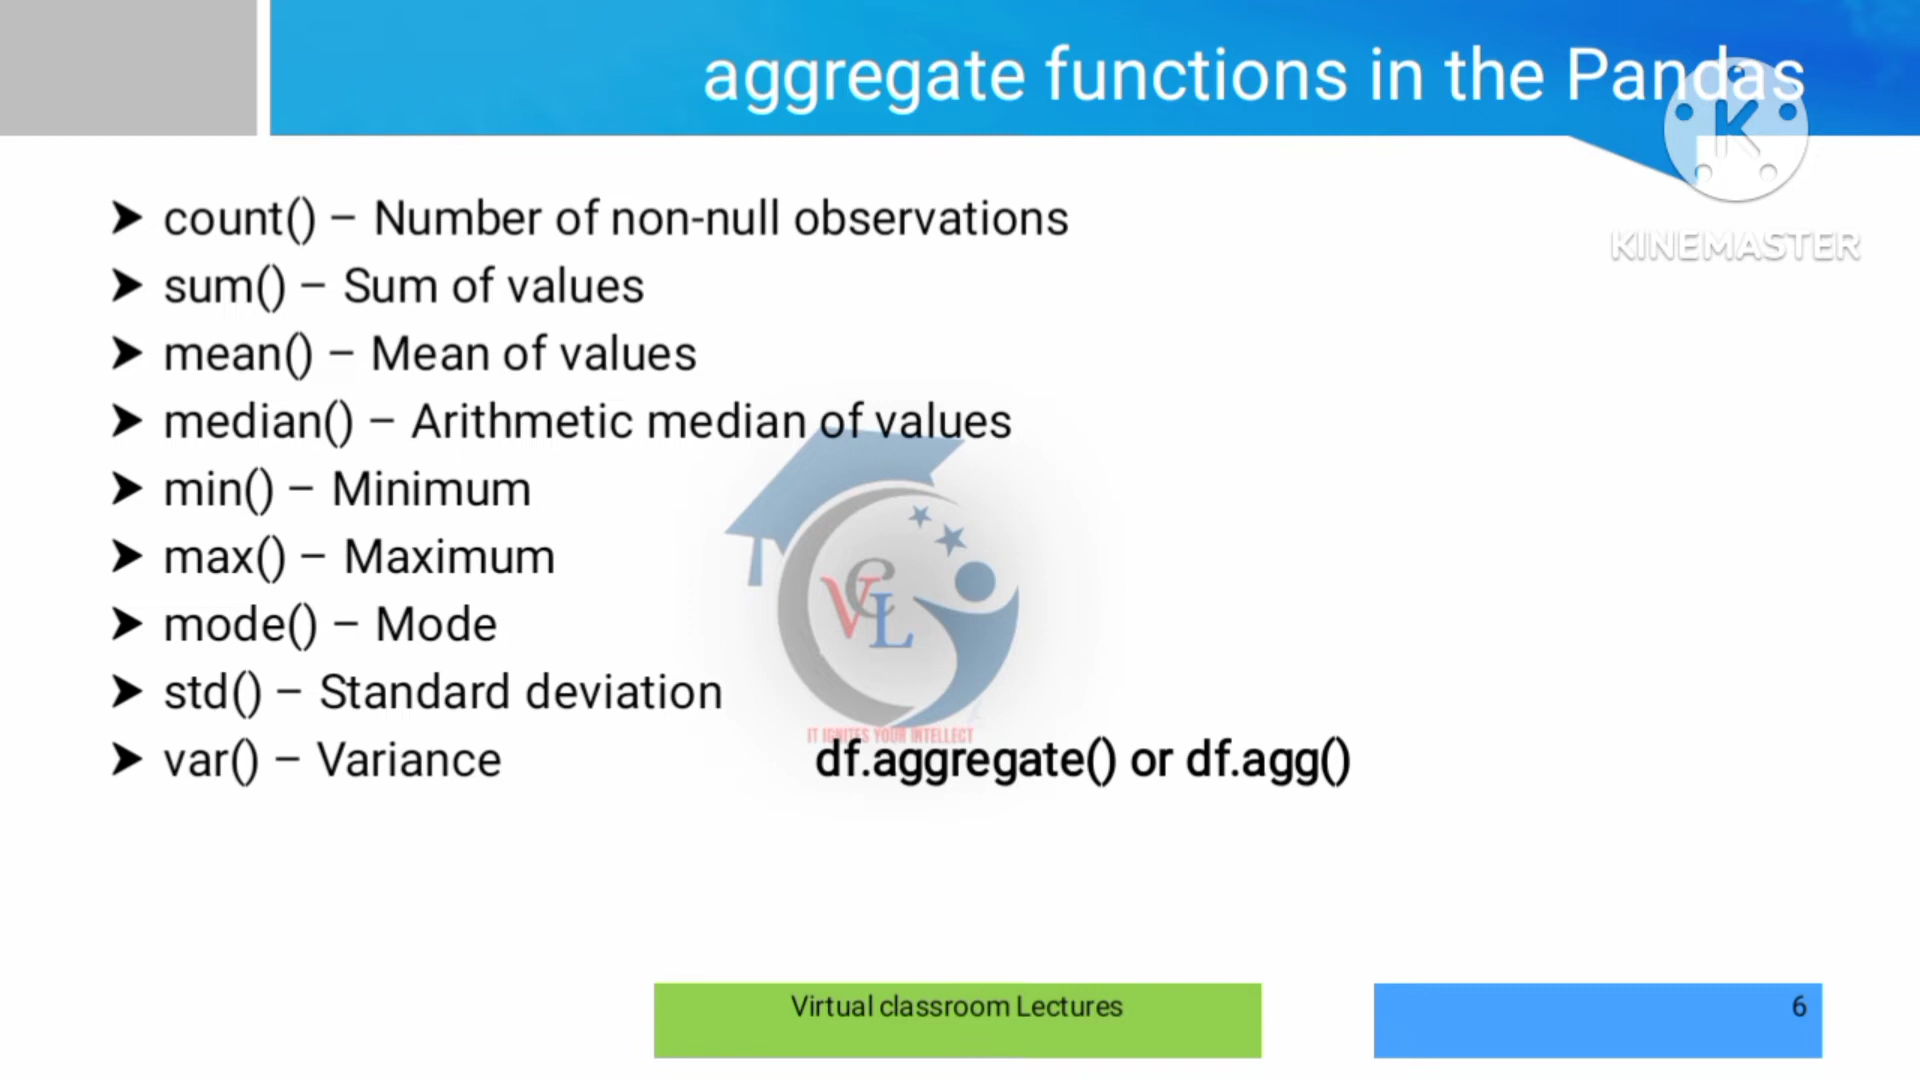 aggregate functions in the Pandas
K
KINEMASTER
➤ count() – Number of non-null observations
➤ sum() – Sum of values
➤ mean() – Mean of values
➤ median() – Arithmetic median of values
➤ min() – Minimum
➤ max() – Maximum
➤ mode() – Mode
➤ std() – Standard deviation
➤ var() – Variance
VCL
IT IGNITES YOUR INTELLECT
df.aggregate() or df.agg()
Virtual classroom Lectures
6